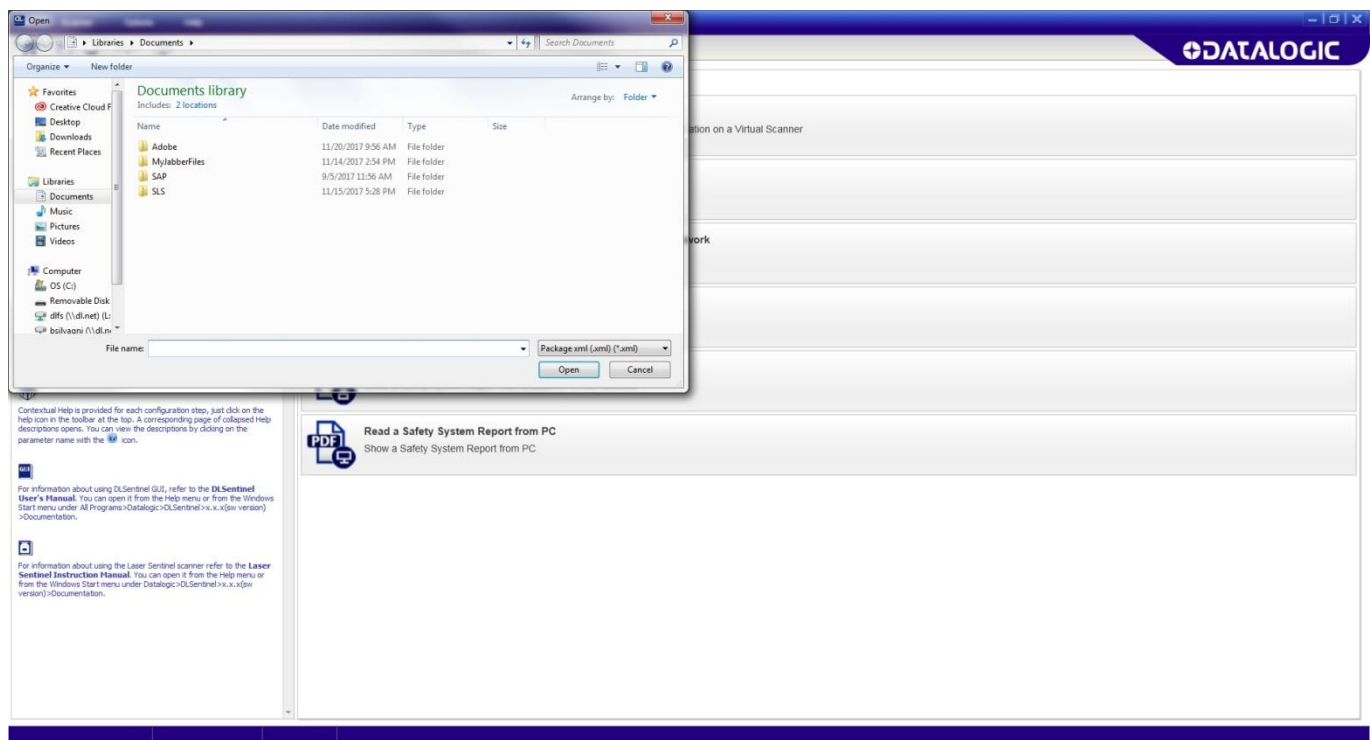 Open
Libraries ▸ Documents ▸
Search Documents
Organize
New folder
Favorites
Creative Cloud F
Desktop
Downloads
Recent Places
Libraries
Documents
Music
Pictures
Videos
Computer
OS (C:)
Removable Disk
dlfs (\\dl.net) (L:
bsilvagni (\\dl.ne
Documents library
Includes: 2 locations
Arrange by: Folder
Name Date modified Type Size
Adobe 11/20/2017 9:56 AM File folder
MyJabberFiles 11/14/2017 2:54 PM File folder
SAP 9/5/2017 11:56 AM File folder
SLS 11/15/2017 5:28 PM File folder
File name:
Package xml (.xml) (*.xml)
Open Cancel
DATALOGIC
ation on a Virtual Scanner
work
Contextual Help is provided for each configuration step, just click on the
help icon in the toolbar at the top. A corresponding page of collapsed Help
descriptions opens. You can view the descriptions by clicking on the
parameter name with the icon.
GUI
For information about using DLSentinel GUI, refer to the DLSentinel
User's Manual. You can open it from the Help menu or from the Windows
Start menu under All Programs>Datalogic>DLSentinel>x.x.x(sw version)
>Documentation.
For information about using the Laser Sentinel scanner refer to the Laser
Sentinel Instruction Manual. You can open it from the Help menu or
from the Windows Start menu under Datalogic>DLSentinel>x.x.x(sw
version)>Documentation.
PDF
Read a Safety System Report from PC
Show a Safety System Report from PC